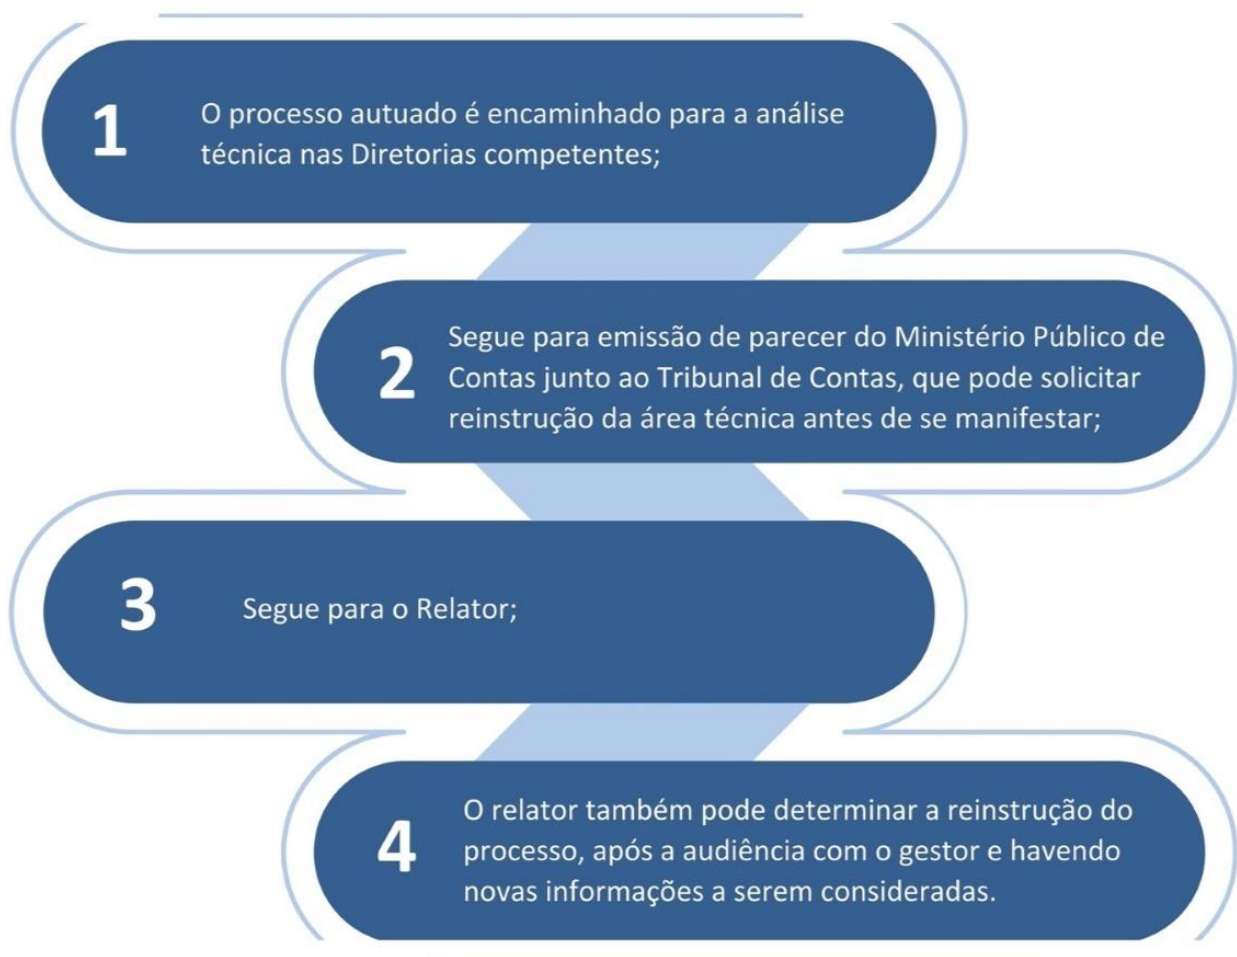 1
O processo autuado é encaminhado para a análise
técnica nas Diretorias competentes;
2
Segue para emissão de parecer do Ministério Público de
Contas junto ao Tribunal de Contas, que pode solicitar
reinstrução da área técnica antes de se manifestar;
3
Segue para o Relator;
4
O relator também pode determinar a reinstrução do
processo, após a audiência com o gestor e havendo
novas informações a serem consideradas.